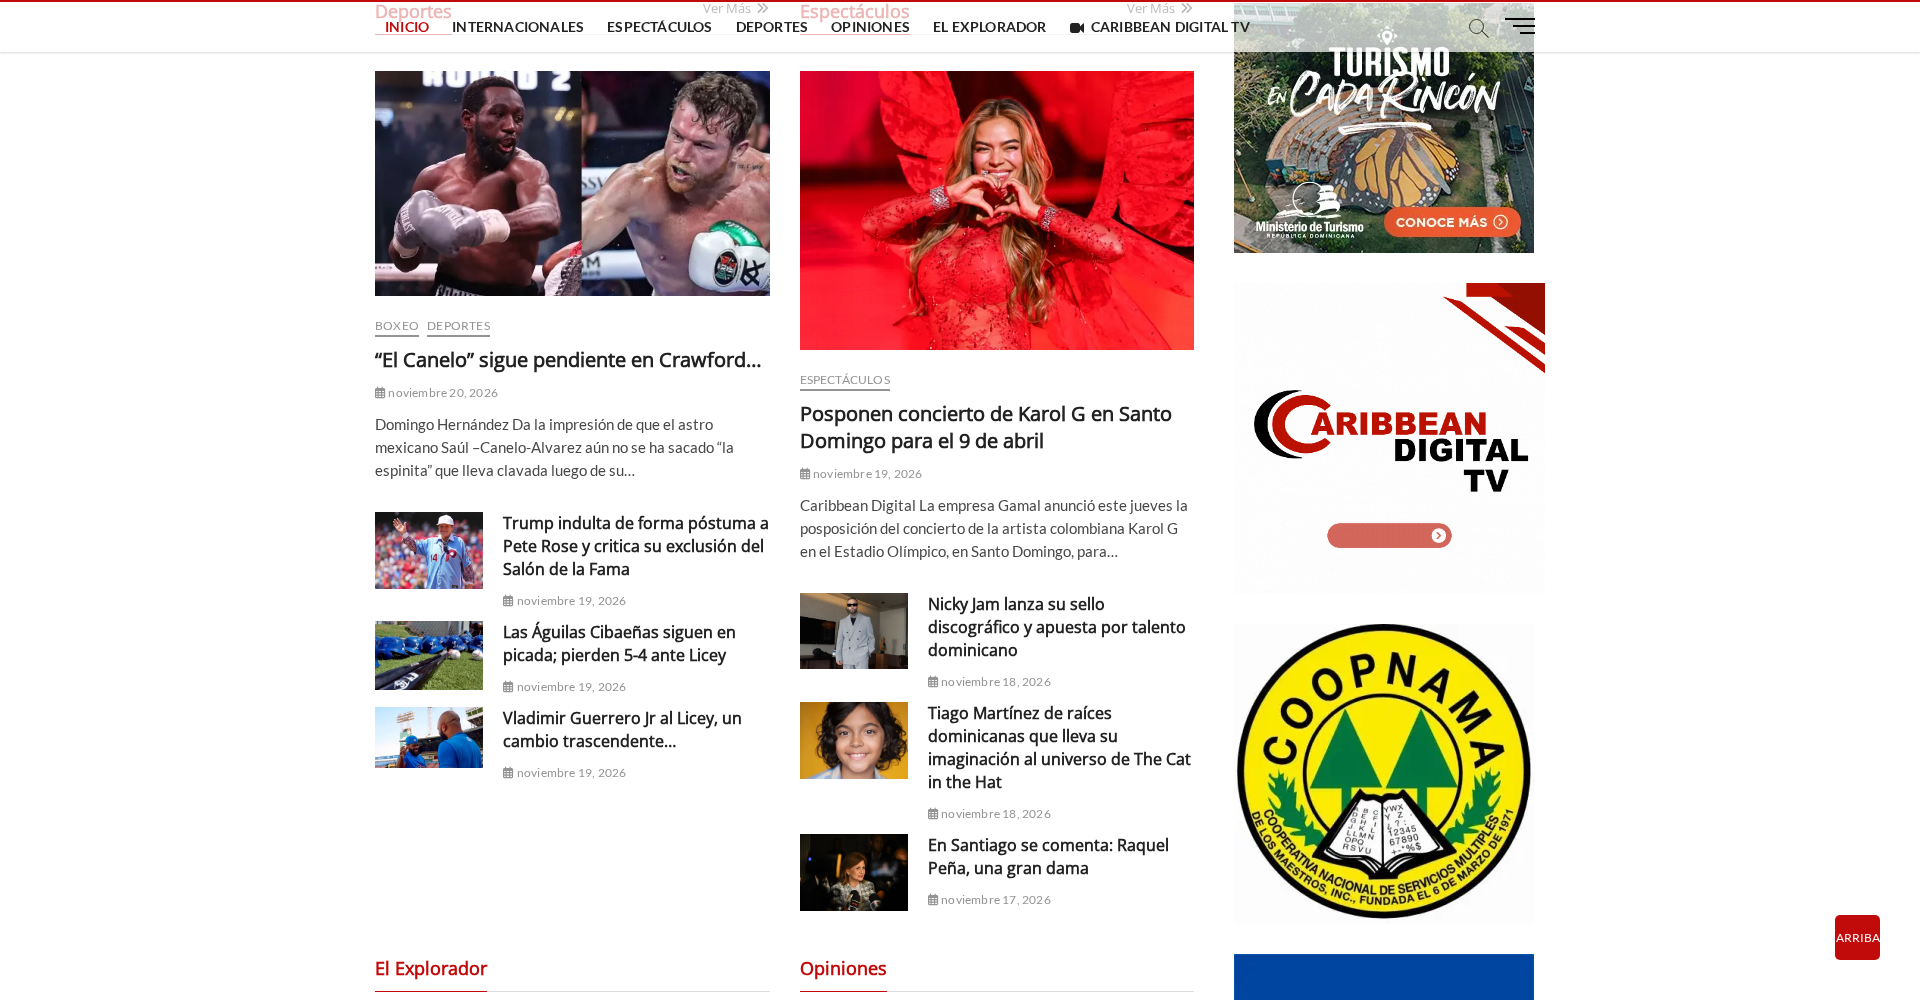 Deportes
Ver Más
Espectáculos
Ver Más
INICIO
INTERNACIONALES
ESPECTÁCULOS
DEPORTES
OPINIONES
EL EXPLORADOR
CARIBBEAN DIGITAL TV
ROUND 2
BOXEO
DEPORTES
“El Canelo” sigue pendiente en Crawford…
noviembre 20, 2026
Domingo Hernández Da la impresión de que el astro
mexicano Saúl –Canelo-Alvarez aún no se ha sacado “la
espinita” que lleva clavada luego de su…
Trump indulta de forma póstuma a
Pete Rose y critica su exclusión del
Salón de la Fama
noviembre 19, 2026
Las Águilas Cibaeñas siguen en
picada; pierden 5-4 ante Licey
noviembre 19, 2026
Vladimir Guerrero Jr al Licey, un
cambio trascendente…
noviembre 19, 2026
ESPECTÁCULOS
Posponen concierto de Karol G en Santo
Domingo para el 9 de abril
noviembre 19, 2026
Caribbean Digital La empresa Gamal anunció este jueves la
posposición del concierto de la artista colombiana Karol G
en el Estadio Olímpico, en Santo Domingo, para…
Nicky Jam lanza su sello
discográfico y apuesta por talento
dominicano
noviembre 18, 2026
Tiago Martínez de raíces
dominicanas que lleva su
imaginación al universo de The Cat
in the Hat
noviembre 18, 2026
En Santiago se comenta: Raquel
Peña, una gran dama
noviembre 17, 2026
TURISMO
EN CADA RINCÓN
Ministerio de Turismo
REPÚBLICA DOMINICANA
CONOCE MÁS
CARIBBEAN
DIGITAL
TV
COOPNAMA
COOPERATIVA NACIONAL DE SERVICIOS MULTIPLES
DE LOS MAESTROS, INC., FUNDADA EL 6 DE MARZO DE 1971
El Explorador
Opiniones
ARRIBA